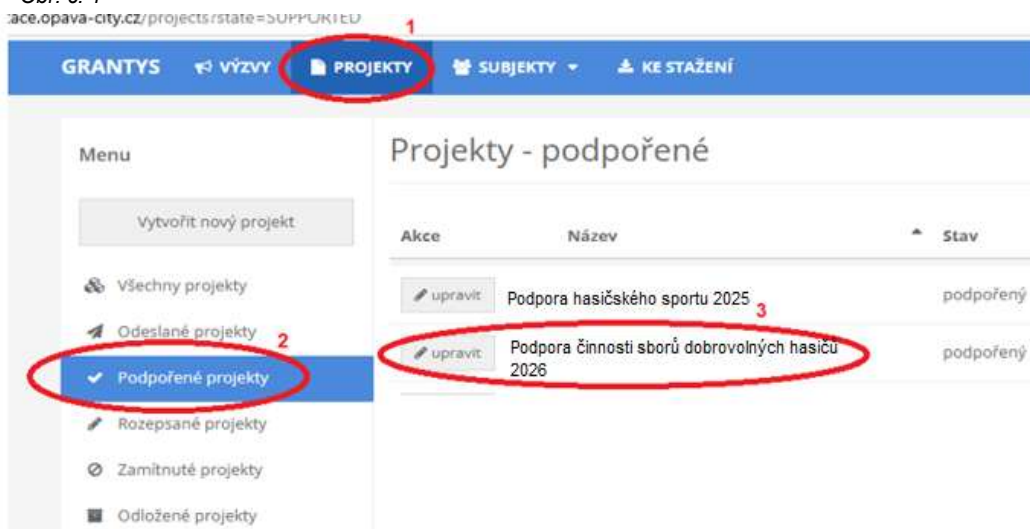 ace.opava-city.cz/projects?state=SUPPORTED
1
GRANTYS VÝZVY PROJEKTY SUBJEKTY KE STAŽENÍ
Menu
Projekty - podpořené
Vytvořit nový projekt
Akce Název Stav
Všechny projekty
upravit Podpora hasičského sportu 2025 podpořený
3
Odeslané projekty
2
upravit Podpora činnosti sborů dobrovolných hasičů
2026 podpořený
Podpořené projekty
Rozepsané projekty
Zamítnuté projekty
Odložené projekty